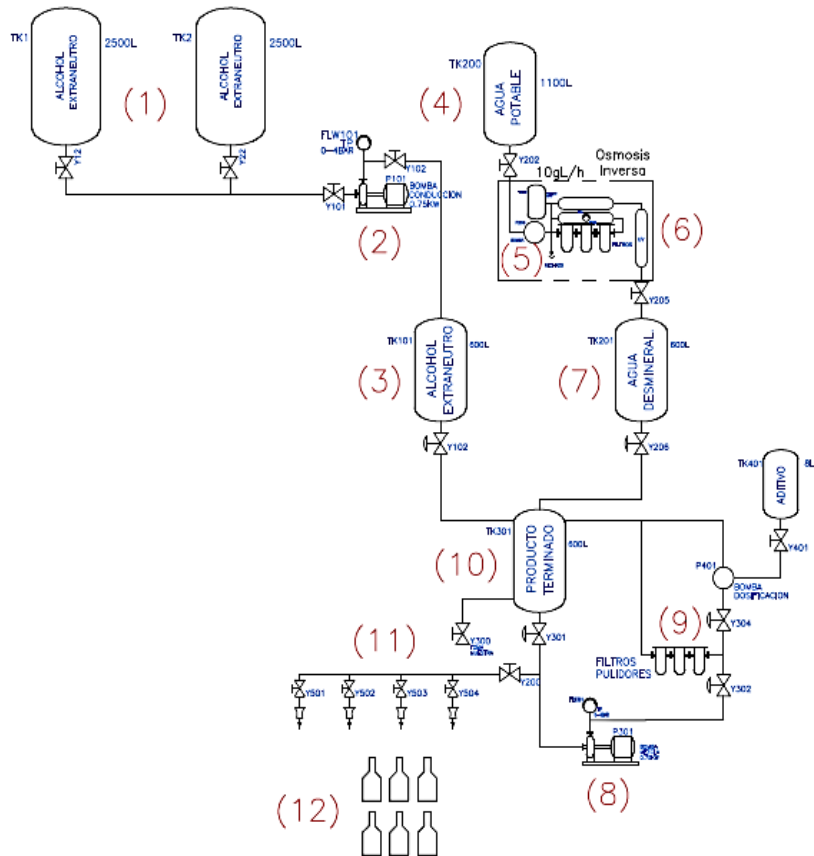 TK1
2500L
ALCOHOL
EXTRANEUTRO
TK2
2500L
ALCOHOL
EXTRANEUTRO
(1)
Y12
Y22
FLW101
TP
0-4BAR
Y102
Y101
P101
BOMBA
CONDUCCION
0.75KW
(2)
TK200
1100L
AGUA
POTABLE
(4)
Y202
10gL/h
Osmosis
Inversa
FILTROS
UV
(5)
(6)
Y205
TK101
600L
ALCOHOL
EXTRANEUTRO
(3)
Y102
TK201
600L
AGUA
DESMINERAL.
(7)
Y206
TK401
8L
ADITIVO
Y401
P401
BOMBA
DOSIFICACION
Y304
TK301
600L
PRODUCTO
TERMINADO
(10)
Y300
Y301
(9)
FILTROS
PULIDORES
Y302
(11)
Y200
Y501
Y502
Y503
Y504
P301
(8)
(12)